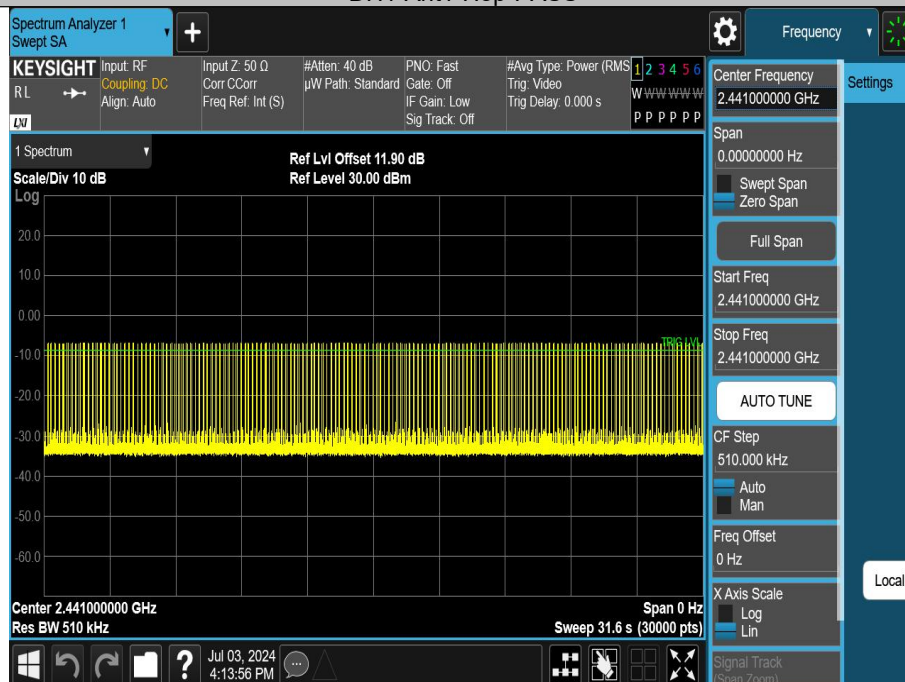 Spectrum Analyzer 1
Swept SA
+
Frequency
KEYSIGHT
RL
LXI
Input: RF
Coupling: DC
Align: Auto
Input Z: 50 Ω
Corr CCorr
Freq Ref: Int (S)
#Atten: 40 dB
µW Path: Standard
PNO: Fast
Gate: Off
IF Gain: Low
Sig Track: Off
#Avg Type: Power (RMS
Trig: Video
Trig Delay: 0.000 s
1 2 3 4 5 6
W W W W W W
P P P P P P
1 Spectrum
Scale/Div 10 dB
Ref Lvl Offset 11.90 dB
Ref Level 30.00 dBm
Log
20.0
10.0
0.00
-10.0
-20.0
-30.0
-40.0
-50.0
-60.0
TRIG LVL
Center 2.441000000 GHz
Res BW 510 kHz
Span 0 Hz
Sweep 31.6 s (30000 pts)
Center Frequency
2.441000000 GHz
Settings
Span
0.00000000 Hz
Swept Span
Zero Span
Full Span
Start Freq
2.441000000 GHz
Stop Freq
2.441000000 GHz
AUTO TUNE
CF Step
510.000 kHz
Auto
Man
Freq Offset
0 Hz
Local
X Axis Scale
Log
Lin
Signal Track
(Span Zoom)
?
Jul 03, 2024
4:13:56 PM